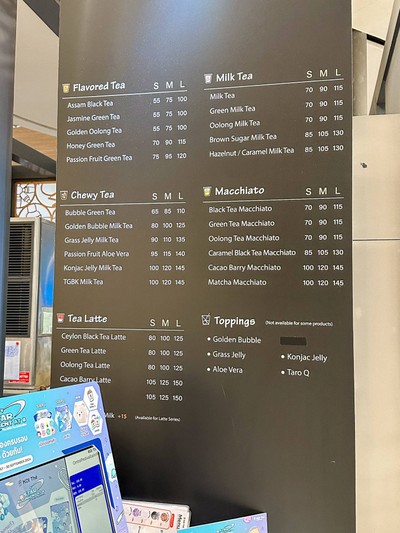 Flavored Tea S M L
Assam Black Tea 55 75 100
Jasmine Green Tea 55 75 100
Golden Oolong Tea 55 75 100
Honey Green Tea 70 90 115
Passion Fruit Green Tea 75 95 120
Milk Tea S M L
Milk Tea 70 90 115
Green Milk Tea 70 90 115
Oolong Milk Tea 70 90 115
Brown Sugar Milk Tea 85 105 130
Hazelnut / Caramel Milk Tea 85 105 130
Chewy Tea S M L
Bubble Green Tea 65 85 110
Golden Bubble Milk Tea 80 100 125
Grass Jelly Milk Tea 90 110 135
Passion Fruit Aloe Vera 95 115 140
Konjac Jelly Milk Tea 100 120 145
TGBK Milk Tea 100 120 145
Macchiato S M L
Black Tea Macchiato 70 90 115
Green Tea Macchiato 70 90 115
Oolong Tea Macchiato 70 90 115
Caramel Black Tea Macchiato 85 105 130
Cacao Barry Macchiato 100 120 145
Matcha Macchiato 100 120 145
Tea Latte S M L
Ceylon Black Tea Latte 80 100 125
Green Tea Latte 80 100 125
Oolong Tea Latte 80 100 125
Cacao Barry Latte 105 125 150
105 125 150
Milk +15 (Available for Latte Series)
Toppings (Not available for some products)
• Golden Bubble
• Grass Jelly
• Aloe Vera
• Konjac Jelly
• Taro Q